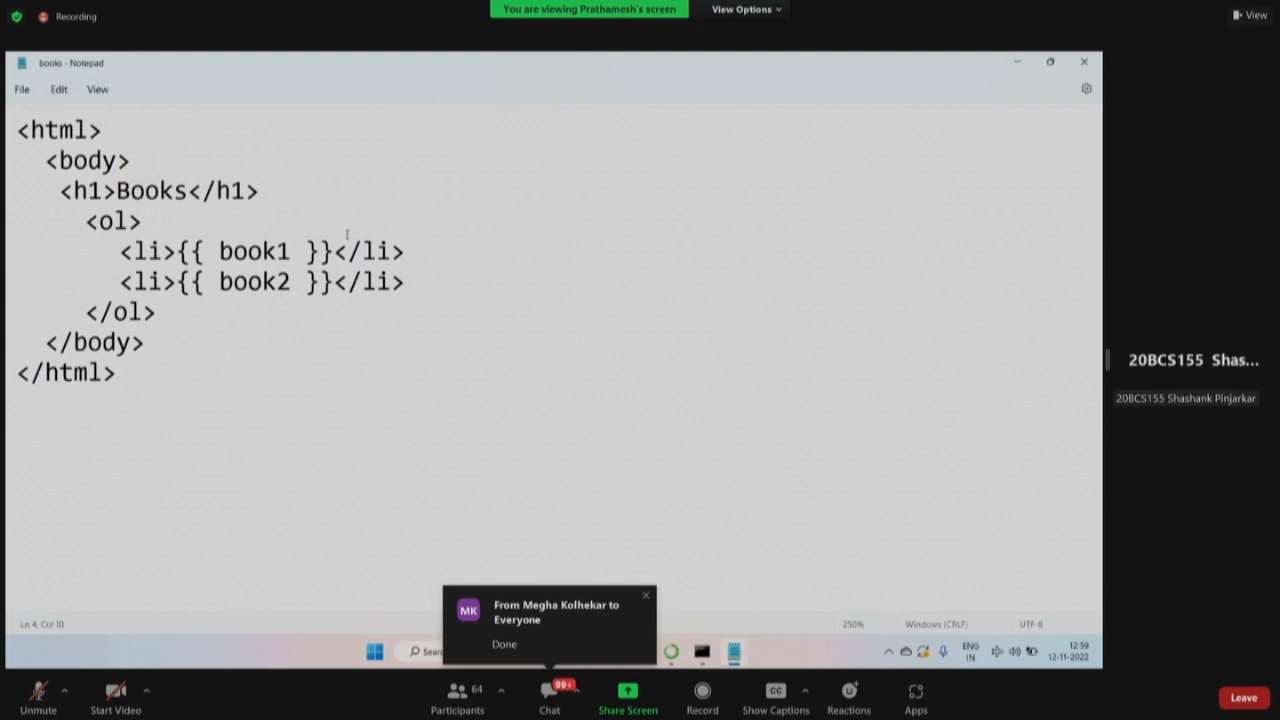 Recording
You are viewing Prathamesh's screen
View Options
View
books - Notepad
File Edit View
<html>
<body>
<h1>Books</h1>
<ol>
<li>{{ book1 }}</li>
<li>{{ book2 }}</li>
</ol>
</body>
</html>
20BCS155 Shas...
20BCS155 Shashank Pinjarkar
MK
From Megha Kolhekar to
Everyone
Done
Ln 4, Col 10
250%
Windows (CRLF)
UTF-8
Sear
ENG
IN
12:59
12-11-2022
Unmute
Start Video
64
Participants
99+
Chat
Share Screen
Record
CC
Show Captions
Reactions
Apps
Leave